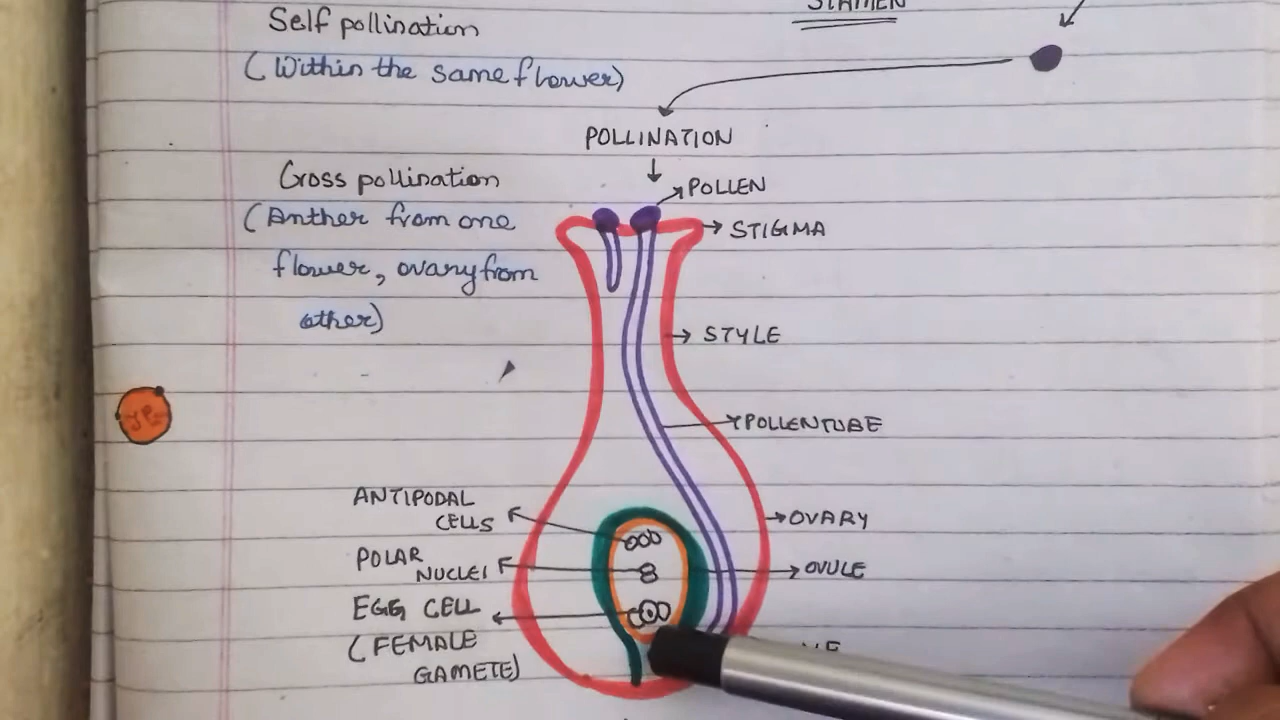 STAMEN
Self pollination
(Within the same flower)
POLLINATION
Cross pollination
(Anther from one
flower, ovary from
other)
POLLEN
STIGMA
STYLE
POLLENTUBE
ANTIPODAL
CELLS
OVARY
POLAR
NUCLEI
OVULE
EGG CELL
(FEMALE
GAMETE)